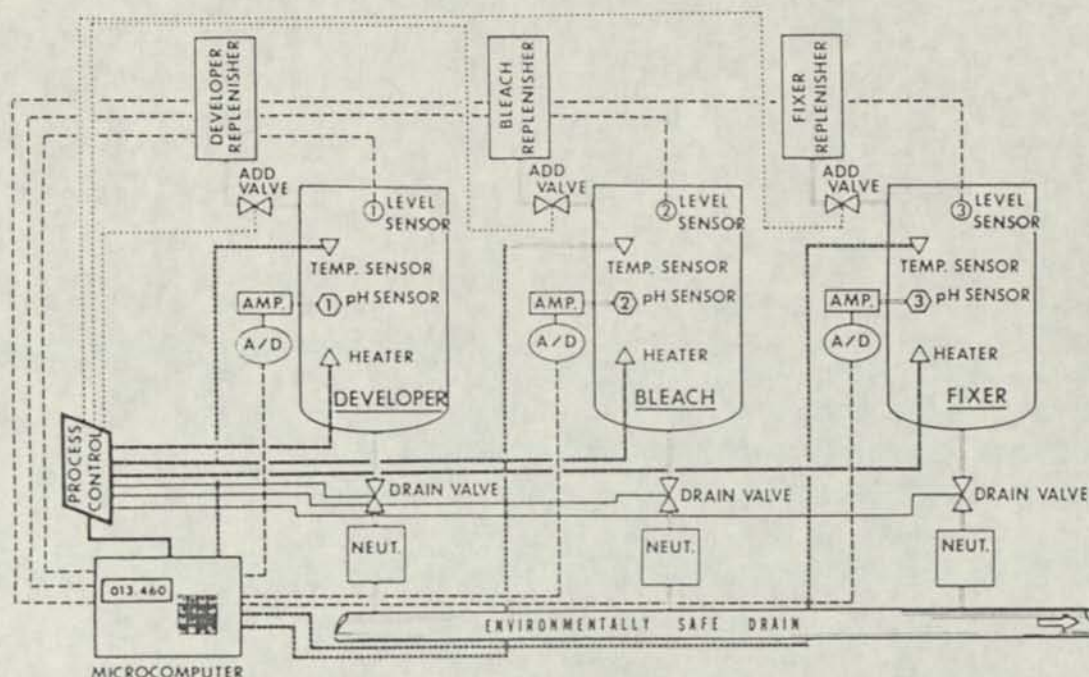 DEVELOPER
REPLENISHER
BLEACH
REPLENISHER
FIXER
REPLENISHER
ADD
VALVE
ADD
VALVE
ADD
VALVE
1 LEVEL
SENSOR
2 LEVEL
SENSOR
3 LEVEL
SENSOR
TEMP. SENSOR
TEMP. SENSOR
TEMP. SENSOR
AMP.
1 pH SENSOR
AMP.
2 pH SENSOR
AMP.
3 pH SENSOR
A/D
A/D
A/D
HEATER
HEATER
HEATER
DEVELOPER
BLEACH
FIXER
PROCESS
CONTROL
DRAIN VALVE
DRAIN VALVE
DRAIN VALVE
NEUT.
NEUT.
NEUT.
013.460
ENVIRONMENTALLY SAFE DRAIN
MICROCOMPUTER